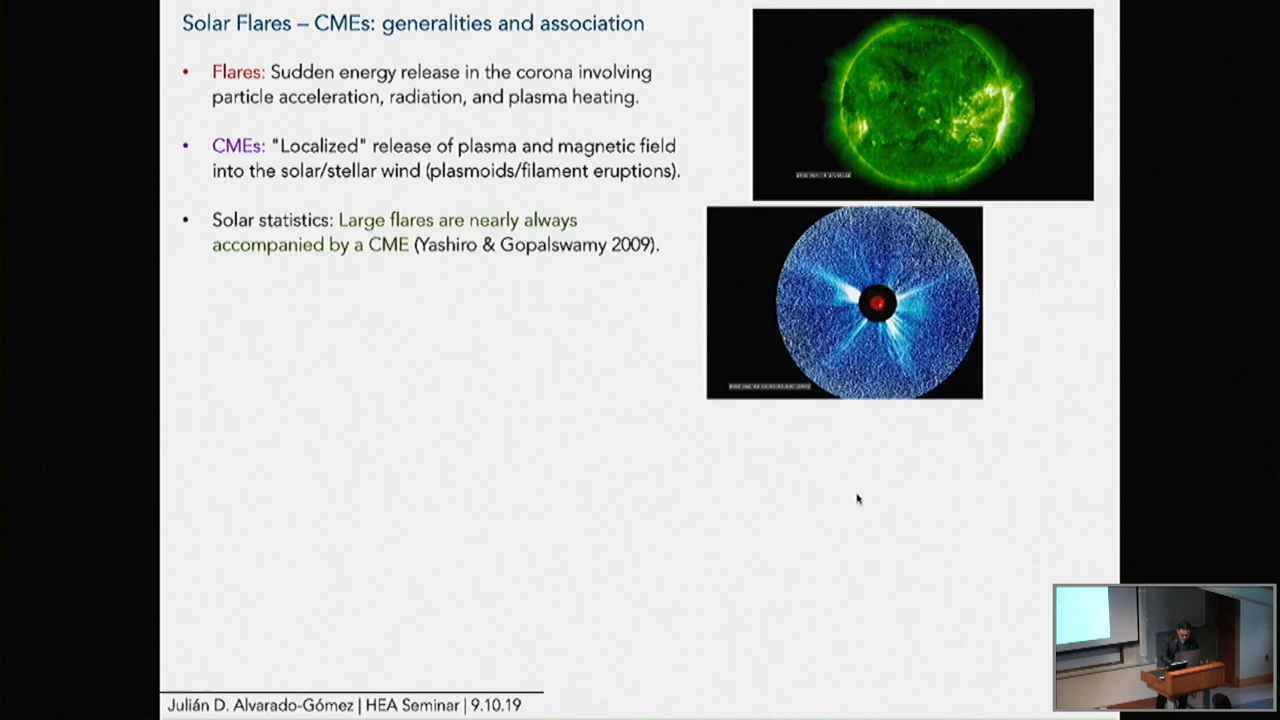 Solar Flares – CMEs: generalities and association
• Flares: Sudden energy release in the corona involving
particle acceleration, radiation, and plasma heating.
• CMEs: "Localized" release of plasma and magnetic field
into the solar/stellar wind (plasmoids/filament eruptions).
• Solar statistics: Large flares are nearly always
accompanied by a CME (Yashiro & Gopalswamy 2009).
Julián D. Alvarado-Gómez | HEA Seminar | 9.10.19